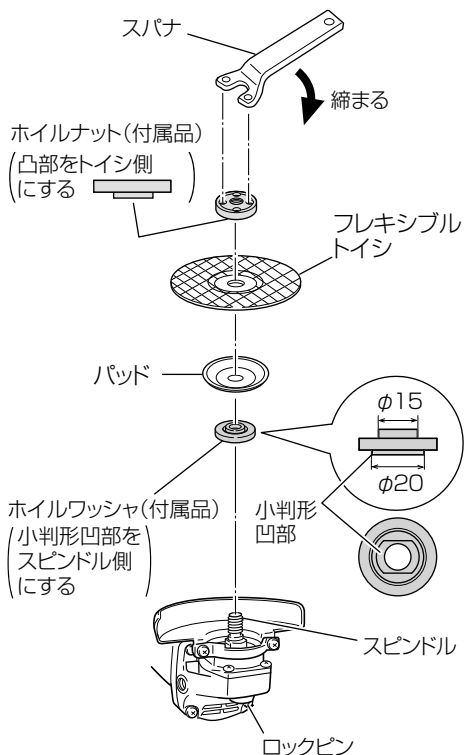 スパナ
締まる
ホイルナット(付属品)
(凸部をトイシ側
にする)
フレキシブル
トイシ
パッド
φ15
φ20
ホイルワッシャ(付属品)
(小判形凹部を
スピンドル側
にする)
小判形
凹部
スピンドル
ロックピン